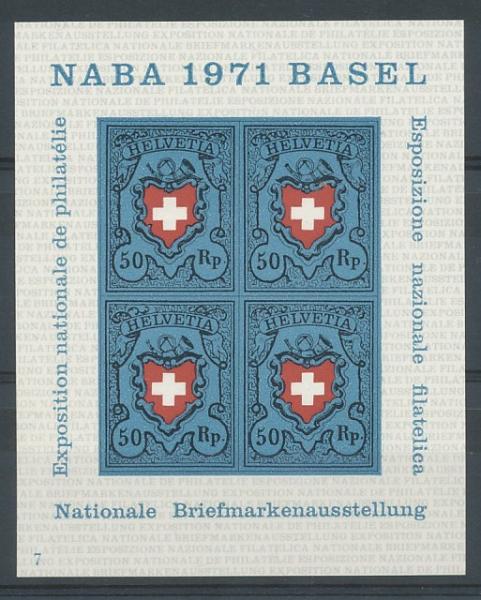 NABA 1971 BASEL
Exposition nationale de philatélie
Esposizione nazionale filatelica
HELVETIA
50 Rp.
HELVETIA
50 Rp.
HELVETIA
50 Rp.
HELVETIA
50 Rp.
Nationale Briefmarkenausstellung
7